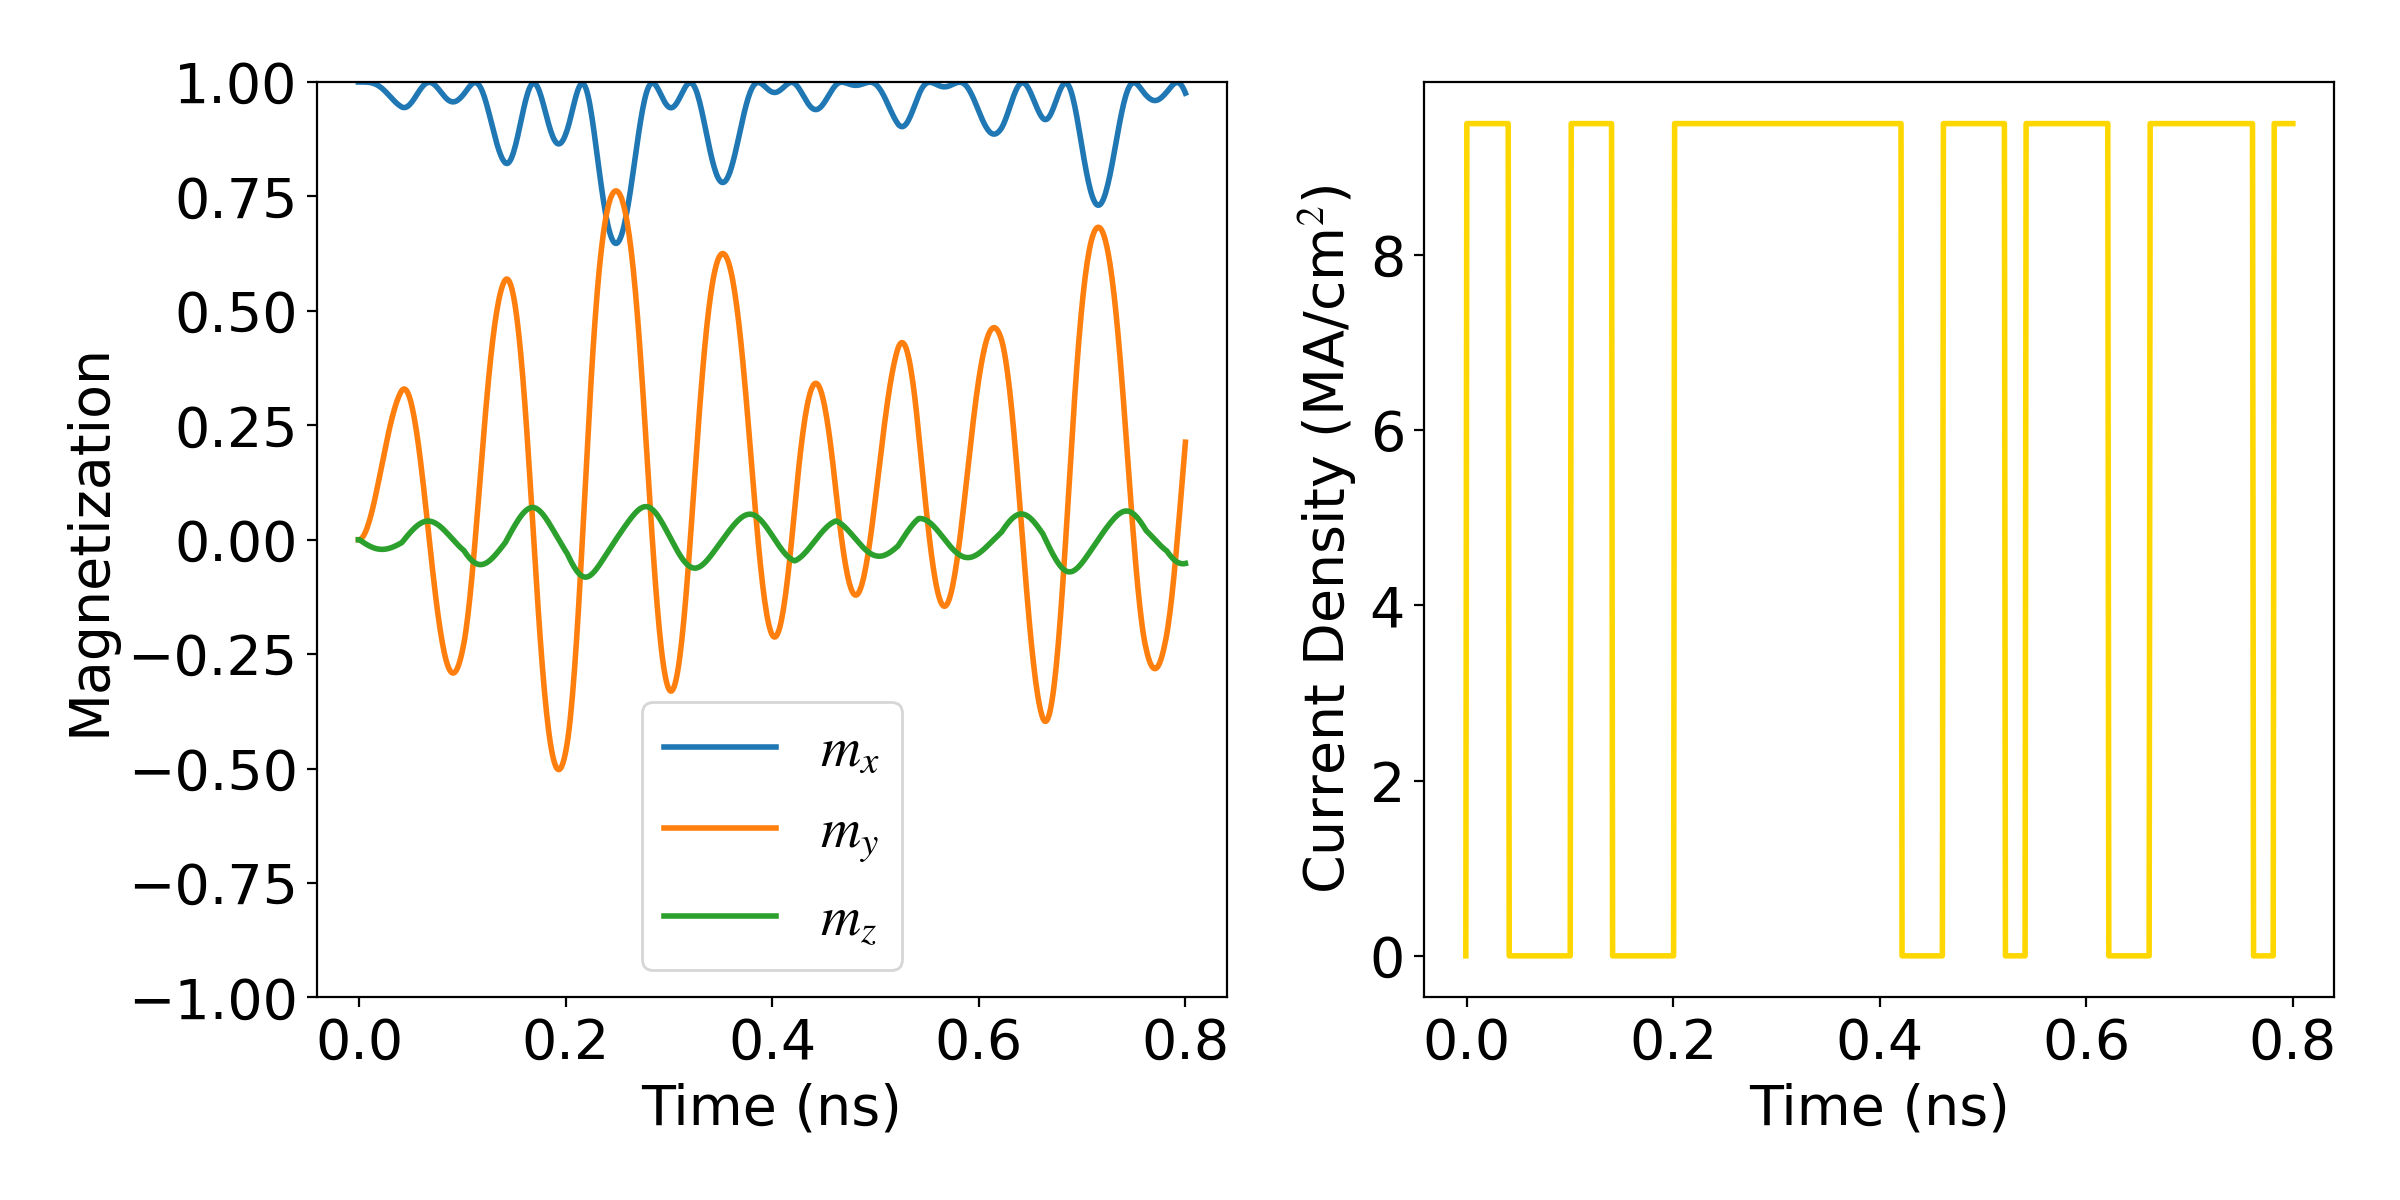 Magnetization
1.00
0.75
0.50
0.25
0.00
−0.25
−0.50
−0.75
−1.00
0.0 0.2 0.4 0.6 0.8
Time (ns)
m_x
m_y
m_z
Current Density (MA/cm²)
8
6
4
2
0
0.0 0.2 0.4 0.6 0.8
Time (ns)